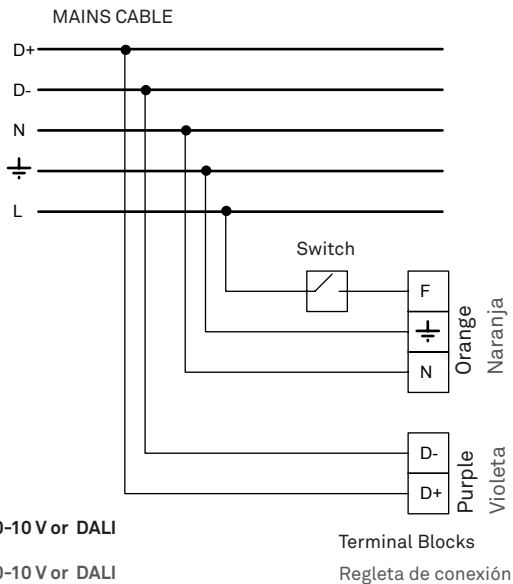 MAINS CABLE
D+
D-
N
L
Switch
F
N
Orange
Naranja
D-
D+
Purple
Violeta
0-10 V or DALI
Terminal Blocks
0-10 V or DALI
Regleta de conexión